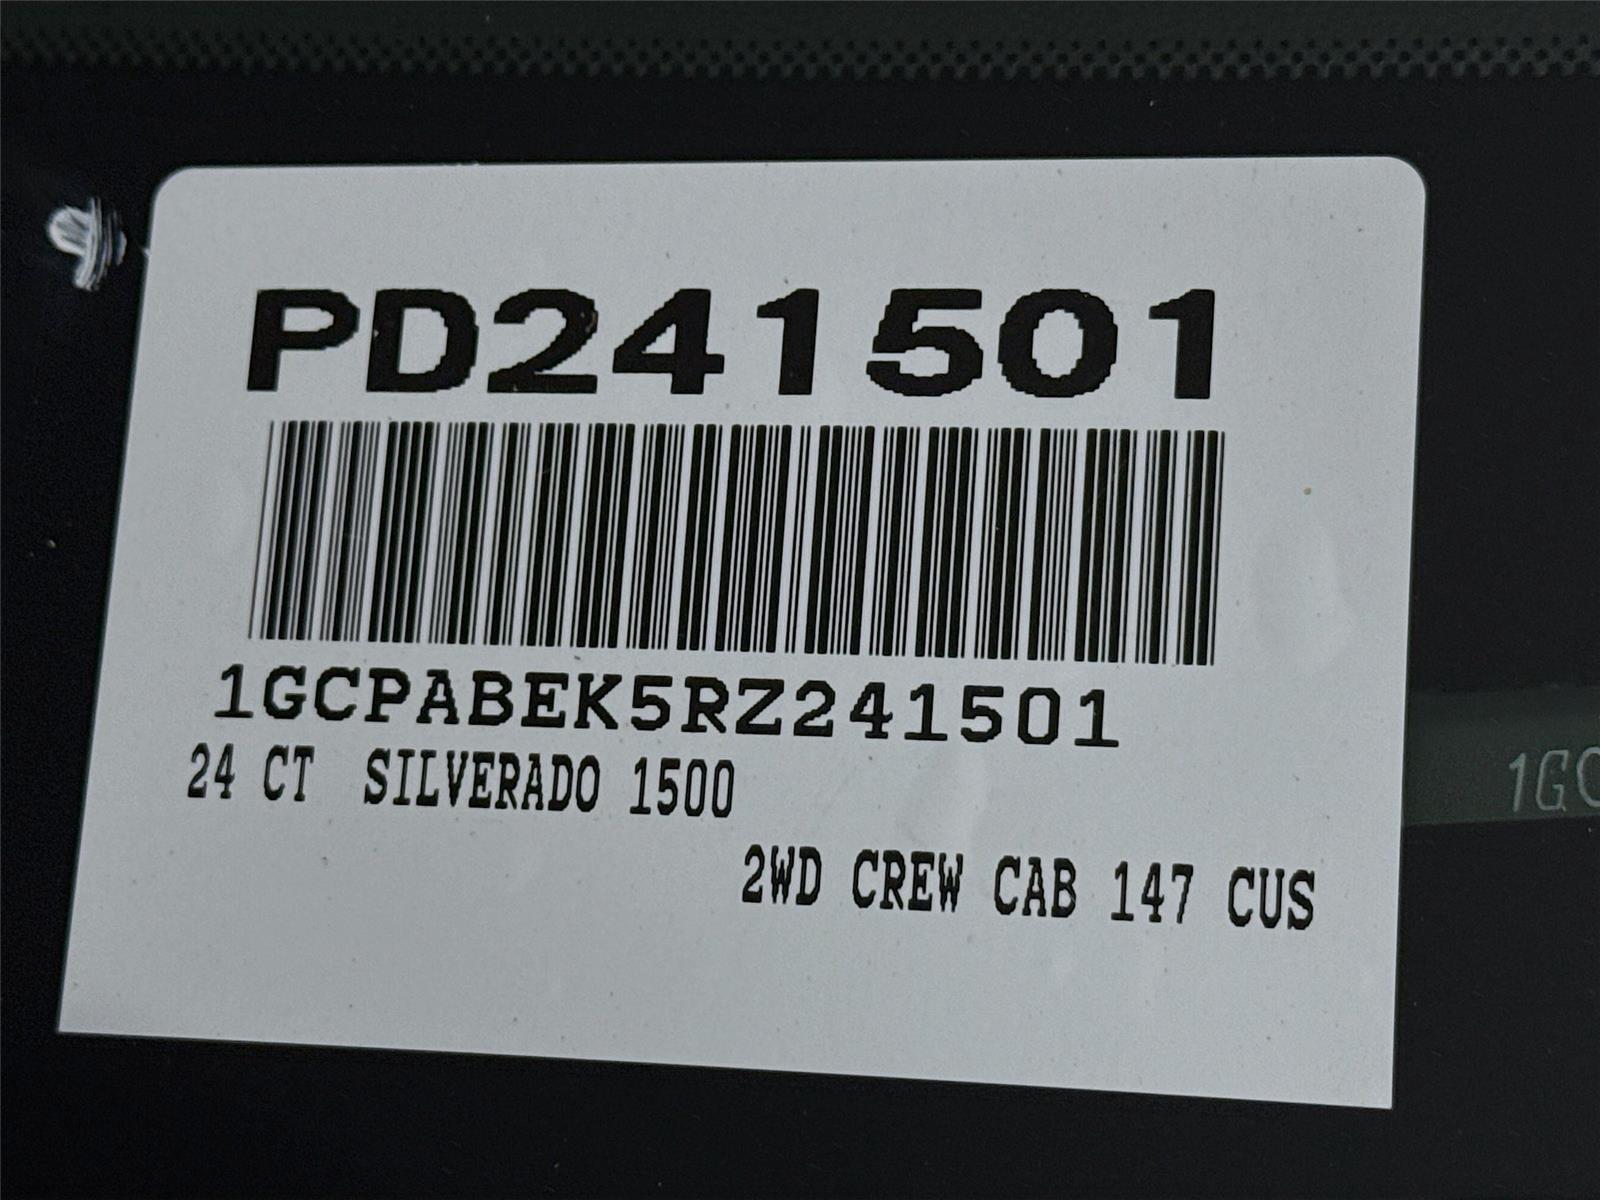 PD241501
1GCPABEK5RZ241501
24 CT SILVERADO 1500
2WD CREW CAB 147 CUS
1GC